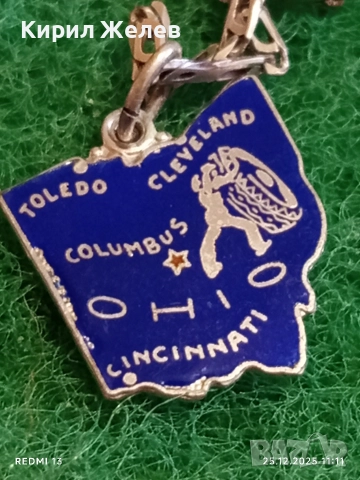 Кирил Желев
TOLEDO
CLEVELAND
COLUMBUS
OHIO
CINCINNATI
REDMI 13
25.12.2025 11:11